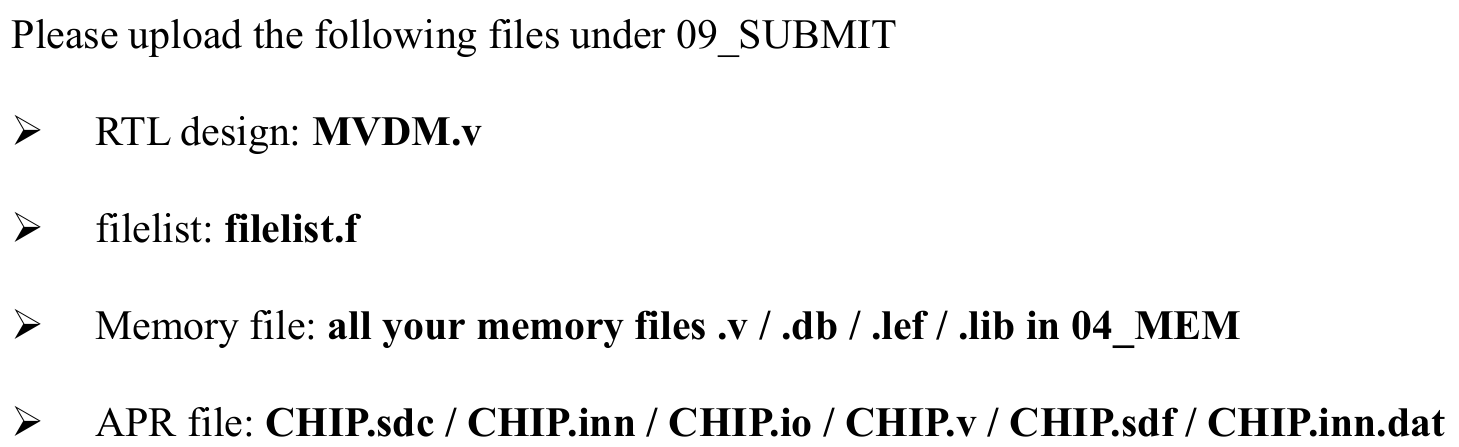 Please upload the following files under 09_SUBMIT
➢ RTL design: MVDM.v
➢ filelist: filelist.f
➢ Memory file: all your memory files .v / .db / .lef / .lib in 04_MEM
➢ APR file: CHIP.sdc / CHIP.inn / CHIP.io / CHIP.v / CHIP.sdf / CHIP.inn.dat